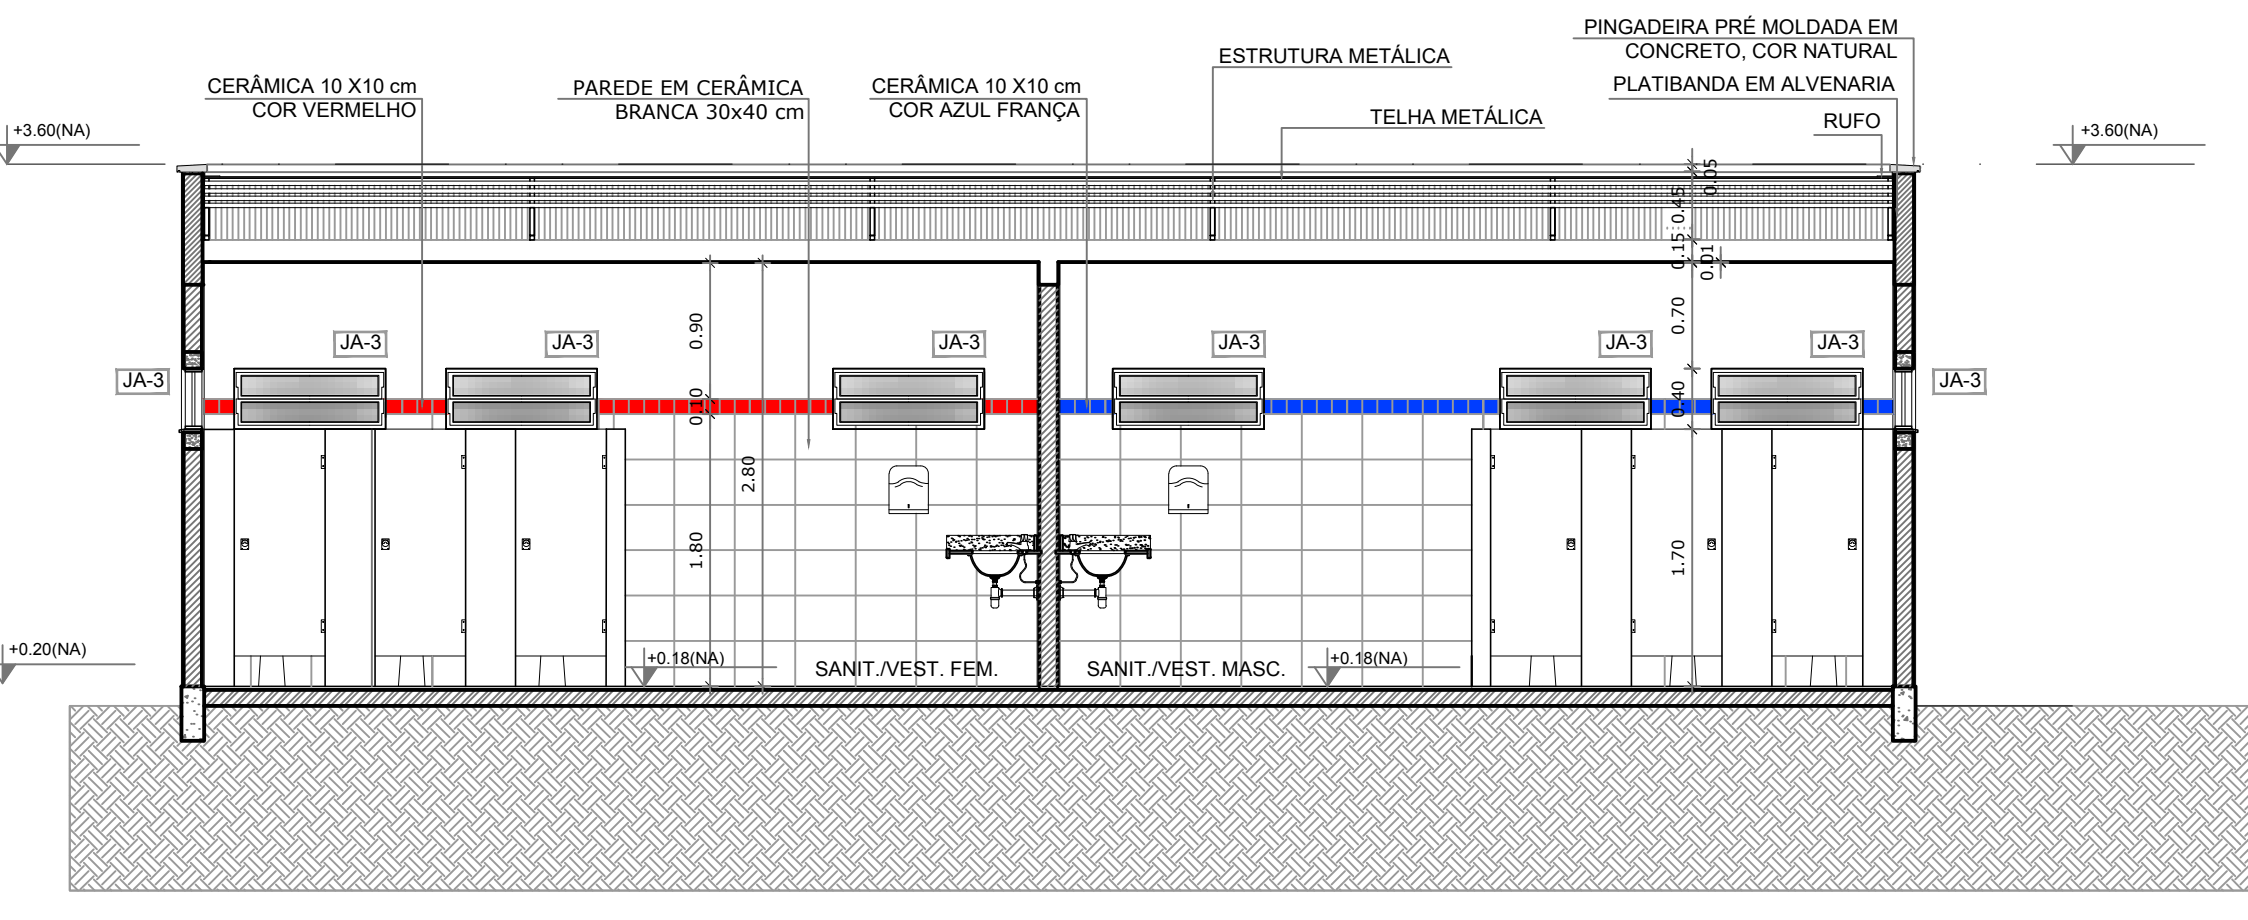 PINGADEIRA PRÉ MOLDADA EM
CONCRETO, COR NATURAL
ESTRUTURA METÁLICA
CERÂMICA 10 X10 cm
COR VERMELHO
PAREDE EM CERÂMICA
BRANCA 30x40 cm
CERÂMICA 10 X10 cm
COR AZUL FRANÇA
PLATIBANDA EM ALVENARIA
TELHA METÁLICA
RUFO
+3.60(NA)
+3.60(NA)
0.05
0.45
0.15
0.01
0.90
0.70
JA-3
JA-3
JA-3
JA-3
JA-3
JA-3
JA-3
JA-3
0.10
0.40
2.80
1.80
1.70
+0.20(NA)
+0.18(NA)
SANIT./VEST. FEM.
SANIT./VEST. MASC.
+0.18(NA)